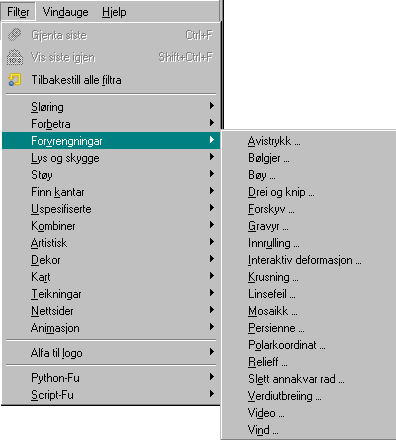 Filter Vindauge Hjelp
Gjenta siste Ctrl+F
Vis siste igjen Shift+Ctrl+F
Tilbakestill alle filtra
Sløring
Forbetra
Forvrengningar
Lys og skygge
Støy
Finn kantar
Uspesifiserte
Kombiner
Artistisk
Dekor
Kart
Teikningar
Nettsider
Animasjon
Alfa til logo
Python-Fu
Script-Fu
Avistrykk ...
Bølgjer ...
Bøy ...
Drei og knip ...
Forskyv ...
Gravyr ...
Innrulling ...
Interaktiv deformasjon ...
Krusning ...
Linsefeil ...
Mosaikk ...
Persienne ...
Polarkoordinat ...
Relieff ...
Slett annakvar rad ...
Verdiutbreiing ...
Video ...
Vind ...